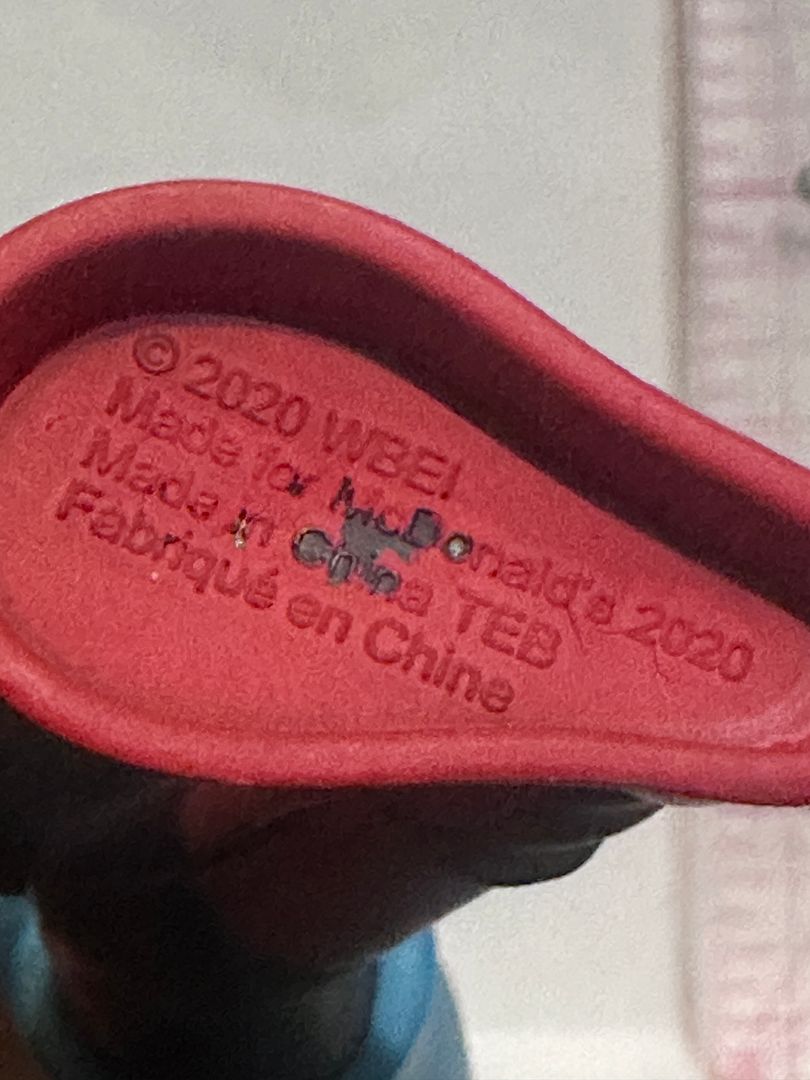 © 2020 WBEI
Made for McDonald's 2020
Made in China TEB
Fabriqué en Chine